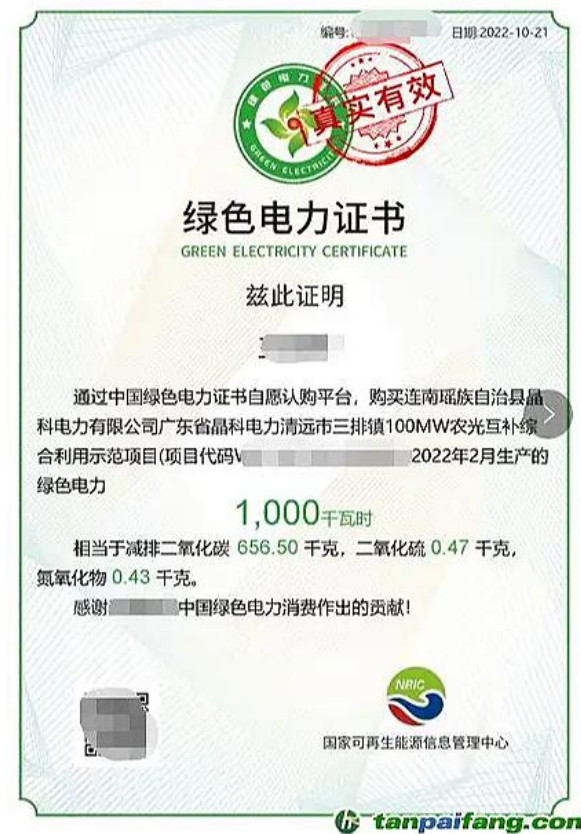 编号: 日期:2022-10-21
绿色电力
GREEN ELECTRICITY
真实有效
绿色电力证书
GREEN ELECTRICITY CERTIFICATE
兹此证明
通过中国绿色电力证书自愿认购平台，购买连南瑶族自治县晶
科电力有限公司广东省晶科电力清远市三排镇100MW农光互补综
合利用示范项目(项目代码 2022年2月生产的
绿色电力
1,000千瓦时
相当于减排二氧化碳 656.50 千克，二氧化硫 0.47 千克，
氮氧化物 0.43 千克。
感谢 中国绿色电力消费作出的贡献！
NRIC
国家可再生能源信息管理中心
tanpaifang.com